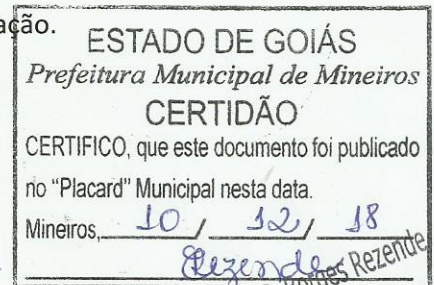 ação.
ESTADO DE GOIÁS
Prefeitura Municipal de Mineiros
CERTIDÃO
CERTIFICO, que este documento foi publicado
no "Placard" Municipal nesta data.
Mineiros, 10 / 12 / 18
Rezende
Rezende